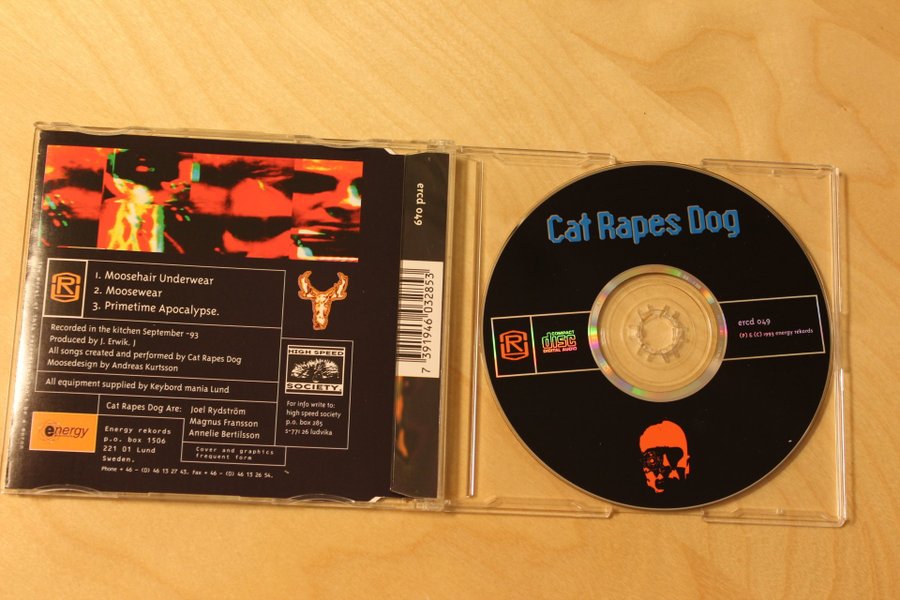 1. Moosehair Underwear
2. Moosewear
3. Primetime Apocalypse.
Recorded in the kitchen September -93
Produced by J. Erwik, J
All songs created and performed by Cat Rapes Dog
Moosedesign by Andreas Kurtsson
All equipment supplied by Keybord mania Lund
Cat Rapes Dog Are:
Joel Rydström
Magnus Fransson
Annelie Bertilsson
energy
Energy rekords
p.o. box 1506
221 01 Lund
Sweden.
Phone + 46 - (0) 46 13 27 43. Fax + 46 - (0) 46 13 26 54.
Cover and graphics
frequent form
HIGH SPEED
SOCIETY.
For info write to:
high speed society
p.o. box 285
s-771 26 ludvika
ercd 049
7 391946 032853
Cat Rapes Dog
R
COMPACT
disc
DIGITAL AUDIO
ercd 049
(P) & (C) 1993 energy rekords